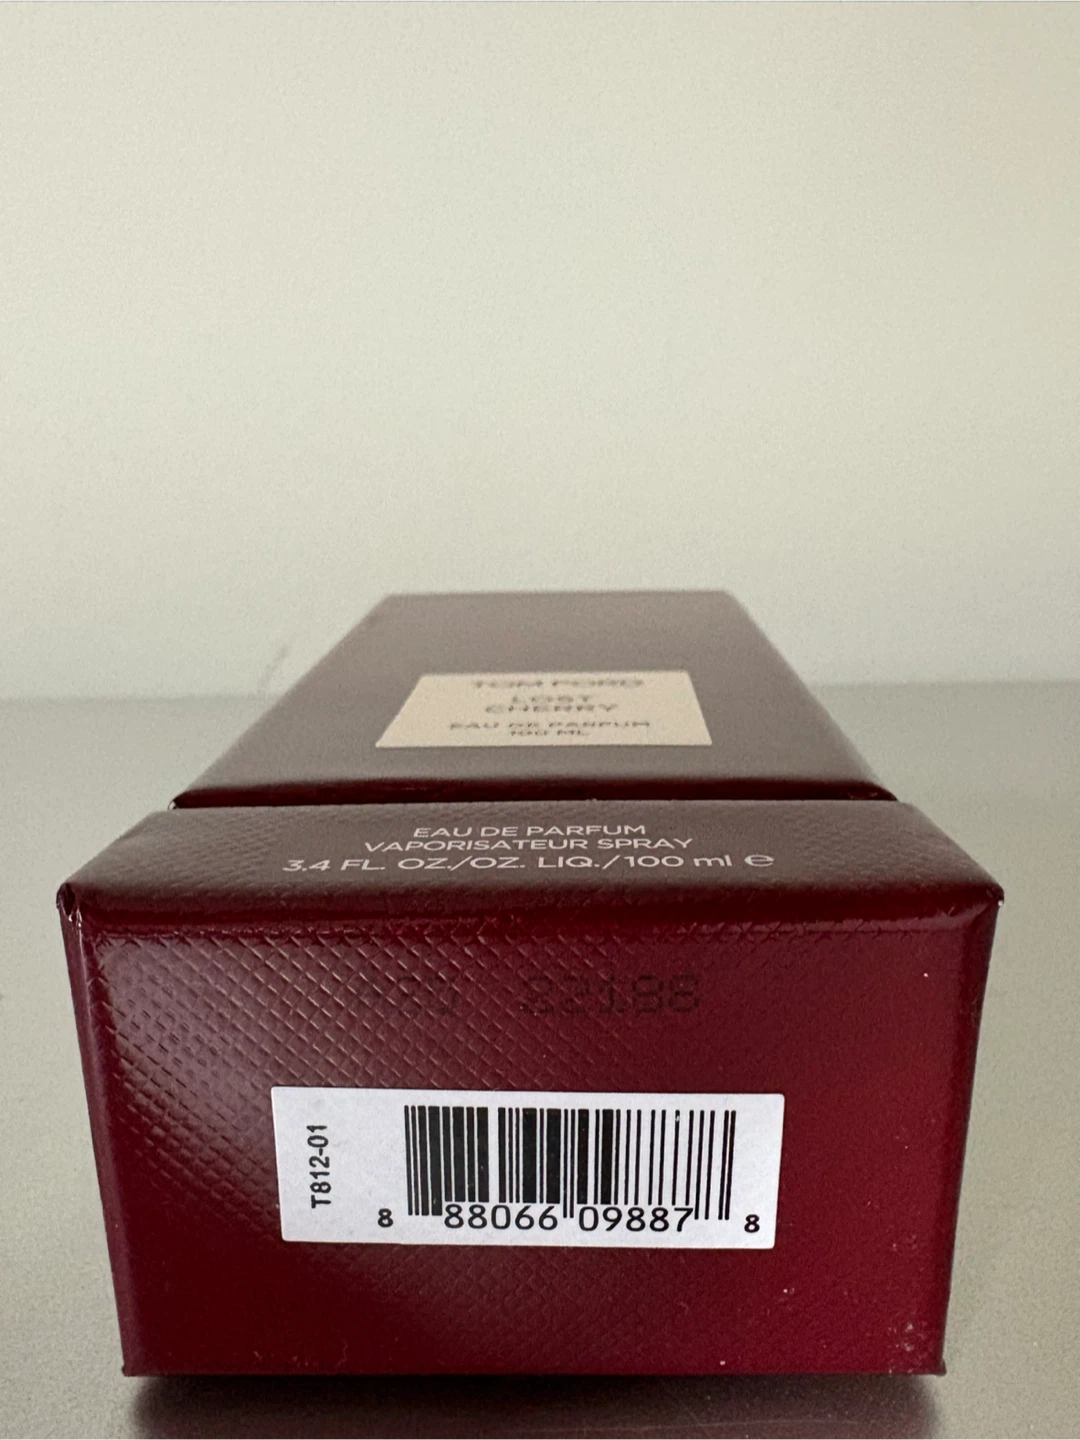 TOM FORD
LOST
CHERRY
EAU DE PARFUM
100 ML
EAU DE PARFUM
VAPORISATEUR SPRAY
3.4 FL. OZ./OZ. LIQ./100 ml ℮
T812-01
8 88066 09887 8